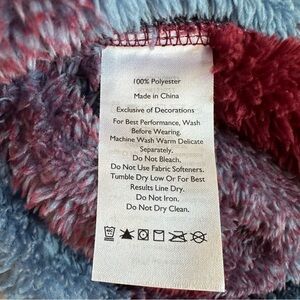 100% Polyester
Made in China
Exclusive of Decorations
For Best Performance, Wash
Before Wearing.
Machine Wash Warm Delicate
Separately.
Do Not Bleach.
Do Not Use Fabric Softeners.
Tumble Dry Low Or For Best
Results Line Dry.
Do Not Iron.
Do Not Dry Clean.